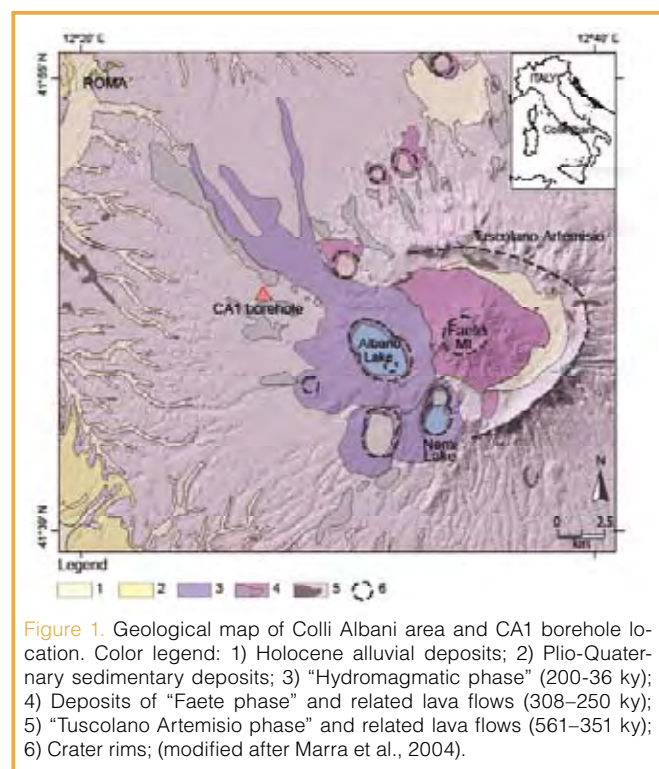 12°20' E
12°40' E
41°55' N
ROMA
ITALY
Tuscolano Artemisio
CA1 borehole
Albano
Lake
Faete
Mt.
Nemi
Lake
N
41°39' N
0 2.5
km
Legend
1 2 3 4 5 6
Figure 1. Geological map of Colli Albani area and CA1 borehole lo-
cation. Color legend: 1) Holocene alluvial deposits; 2) Plio-Quater-
nary sedimentary deposits; 3) “Hydromagmatic phase” (200-36 ky);
4) Deposits of “Faete phase” and related lava flows (308–250 ky);
5) “Tuscolano Artemisio phase” and related lava flows (561–351 ky);
6) Crater rims; (modified after Marra et al., 2004).